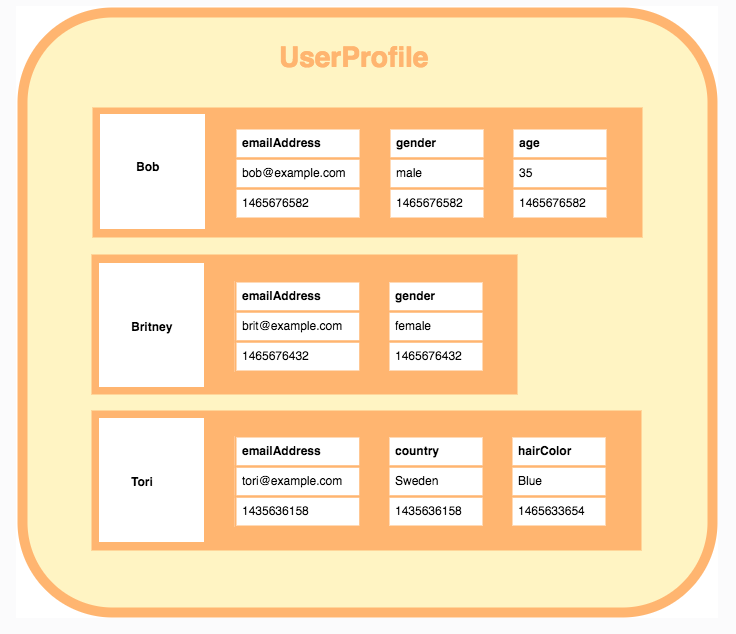 UserProfile
Bob
emailAddress gender age
bob@example.com male 35
1465676582 1465676582 1465676582
Britney
emailAddress gender
brit@example.com female
1465676432 1465676432
Tori
emailAddress country hairColor
tori@example.com Sweden Blue
1435636158 1435636158 1465633654